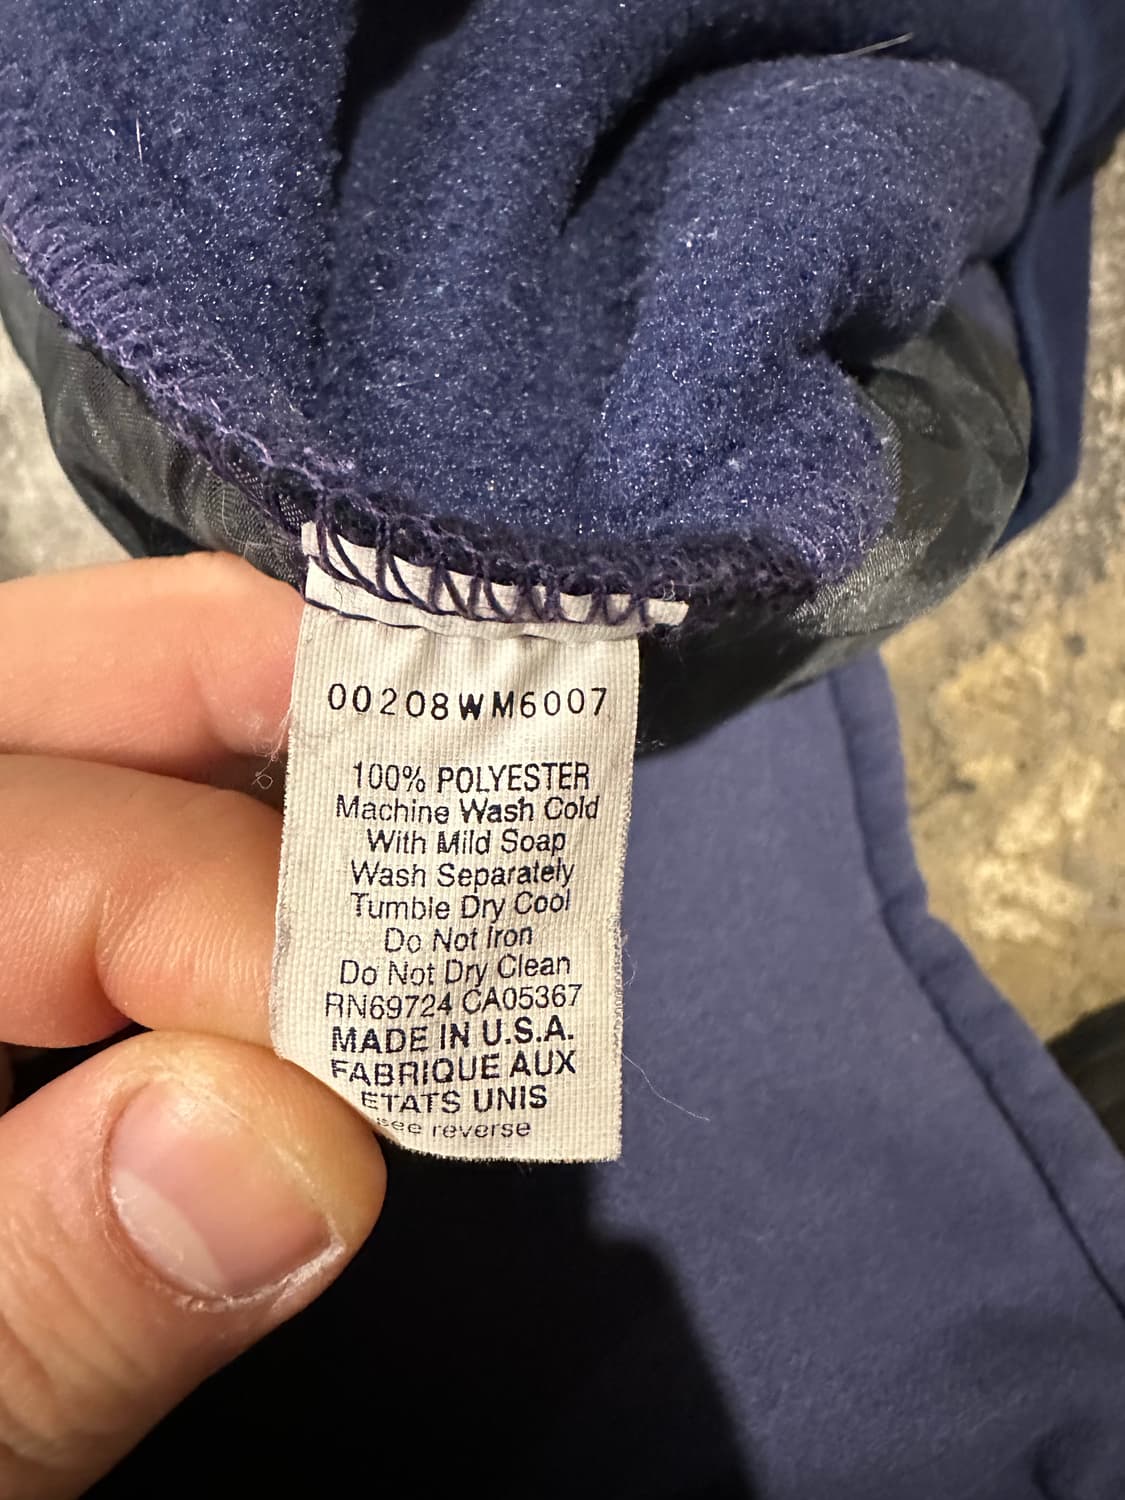 00208WM6007
100% POLYESTER
Machine Wash Cold
With Mild Soap
Wash Separately
Tumble Dry Cool
Do Not Iron
Do Not Dry Clean
RN69724 CA05367
MADE IN U.S.A.
FABRIQUE AUX
ETATS UNIS
see reverse